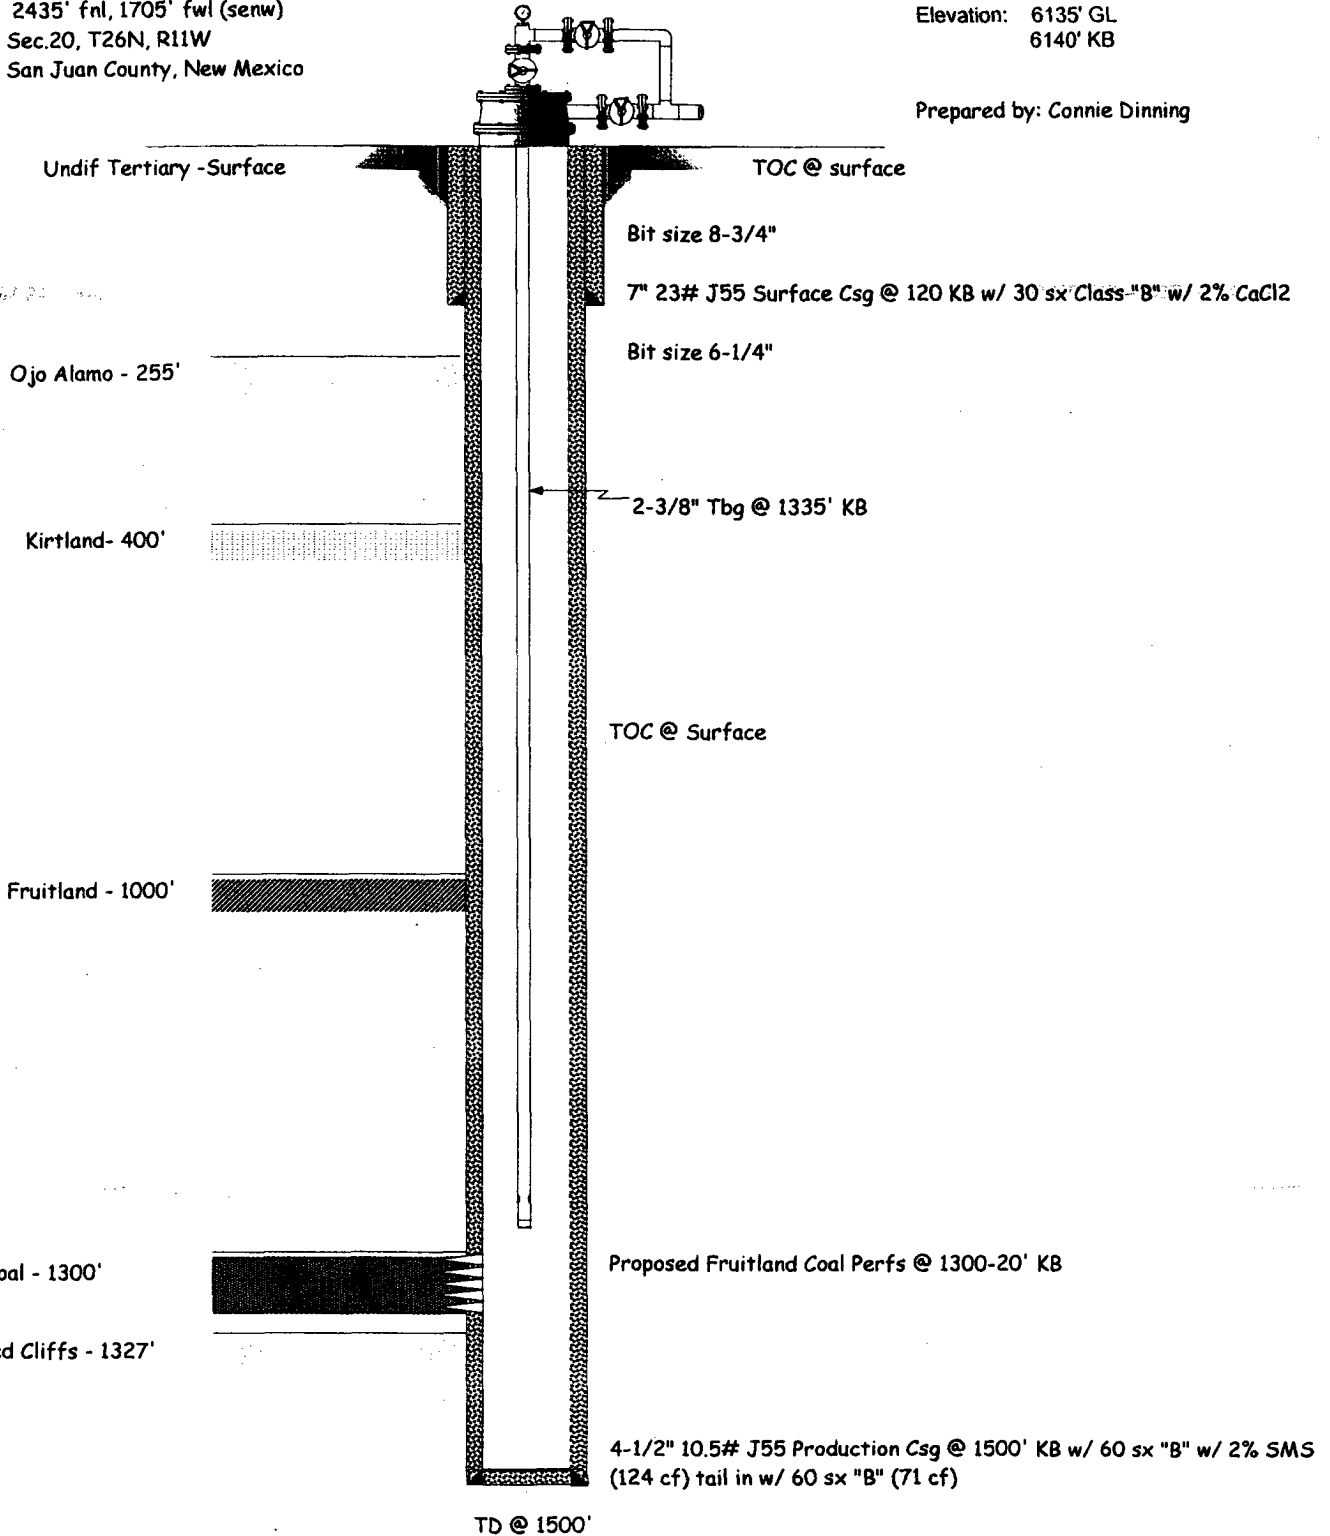 2435' fnl, 1705' fwl (senw)
Sec.20, T26N, R11W
San Juan County, New Mexico
Elevation: 6135' GL
6140' KB
Prepared by: Connie Dinning
Undif Tertiary -Surface
TOC @ surface
Bit size 8-3/4"
7" 23# J55 Surface Csg @ 120 KB w/ 30 sx Class "B" w/ 2% CaCl2
Bit size 6-1/4"
Ojo Alamo - 255'
2-3/8" Tbg @ 1335' KB
Kirtland- 400'
TOC @ Surface
Fruitland - 1000'
Proposed Fruitland Coal Perfs @ 1300-20' KB
oal - 1300'
d Cliffs - 1327'
4-1/2" 10.5# J55 Production Csg @ 1500' KB w/ 60 sx "B" w/ 2% SMS
(124 cf) tail in w/ 60 sx "B" (71 cf)
TD @ 1500'